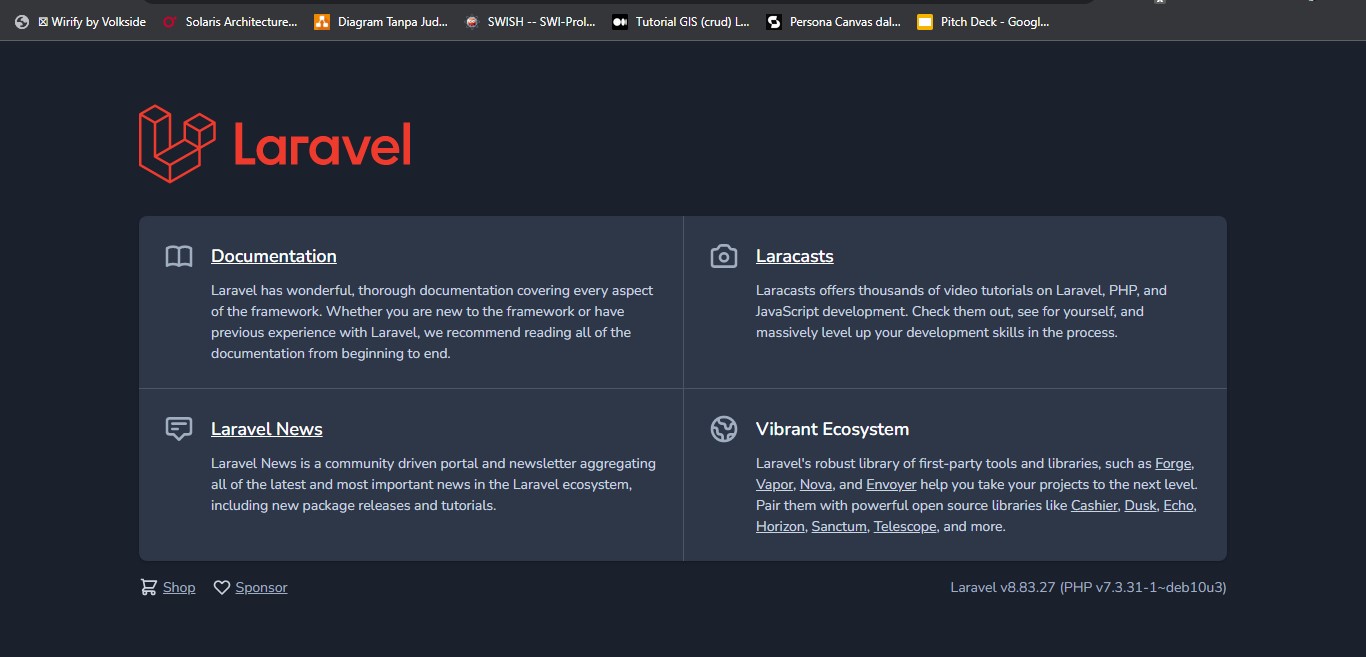 Wirify by Volkside
Solaris Architecture...
Diagram Tanpa Jud...
SWISH -- SWI-Prol...
Tutorial GIS (crud) L...
Persona Canvas dal...
Pitch Deck - Googl...
Laravel
Documentation
Laravel has wonderful, thorough documentation covering every aspect
of the framework. Whether you are new to the framework or have
previous experience with Laravel, we recommend reading all of the
documentation from beginning to end.
Laracasts
Laracasts offers thousands of video tutorials on Laravel, PHP, and
JavaScript development. Check them out, see for yourself, and
massively level up your development skills in the process.
Laravel News
Laravel News is a community driven portal and newsletter aggregating
all of the latest and most important news in the Laravel ecosystem,
including new package releases and tutorials.
Vibrant Ecosystem
Laravel's robust library of first-party tools and libraries, such as Forge,
Vapor, Nova, and Envoyer help you take your projects to the next level.
Pair them with powerful open source libraries like Cashier, Dusk, Echo,
Horizon, Sanctum, Telescope, and more.
Shop
Sponsor
Laravel v8.83.27 (PHP v7.3.31-1~deb10u3)